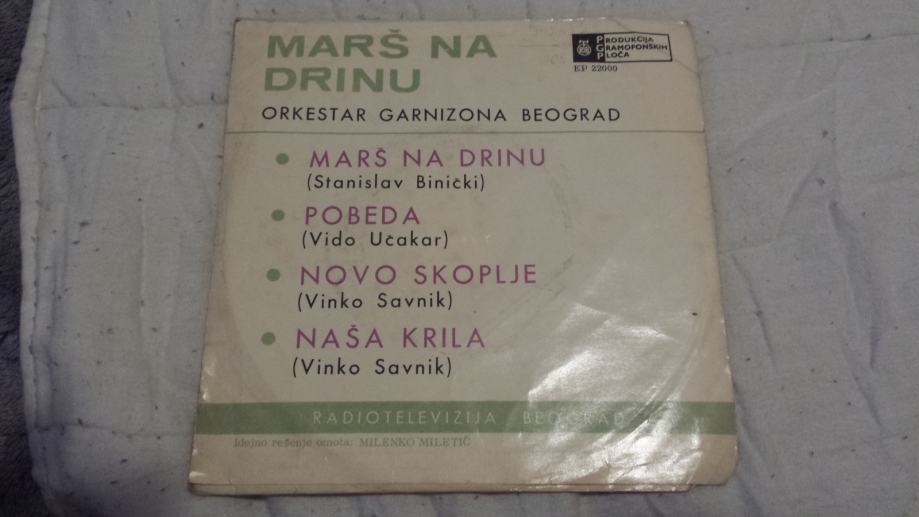 MARŠ NA
DRINU
PGP
PRODUKCIJA
GRAMOFONSKIH
PLOČA
EP 22000
ORKESTAR GARNIZONA BEOGRAD
MARŠ NA DRINU
(Stanislav Binički)
POBEDA
(Vido Učakar)
NOVO SKOPLJE
(Vinko Savnik)
NAŠA KRILA
(Vinko Savnik)
RADIOTELEVIZIJA BEOGRAD
Idejno rešenje omota: MILENKO MILETIĆ